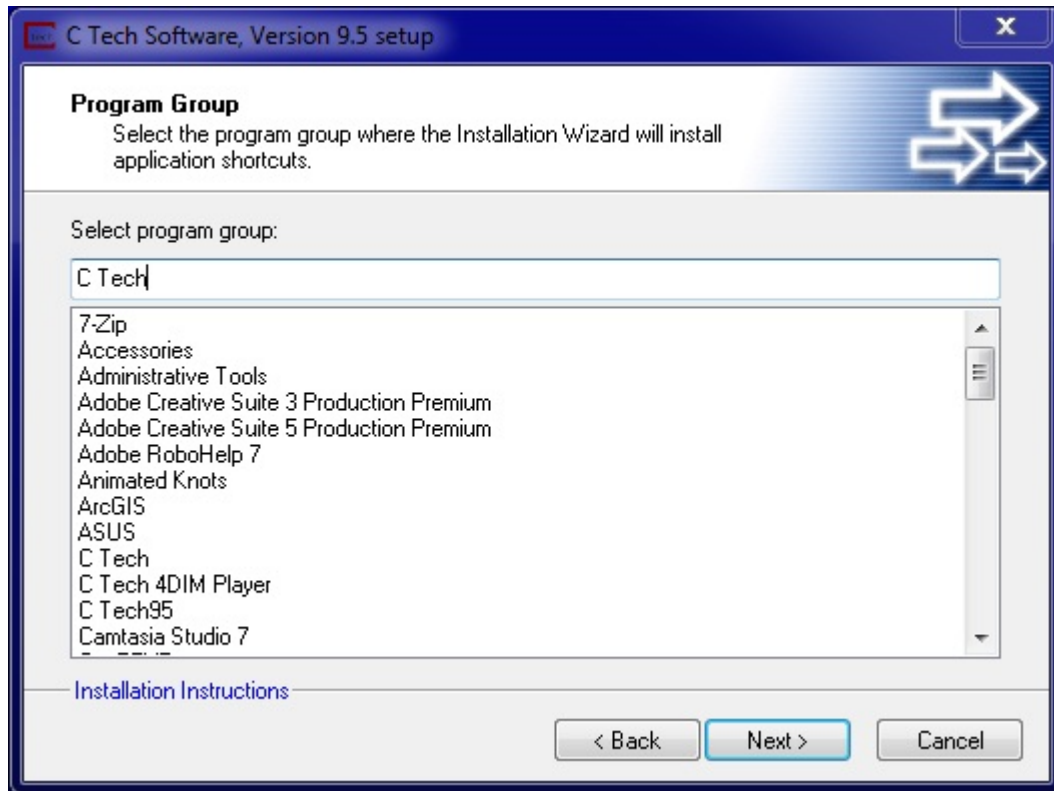 C Tech Software, Version 9.5 setup
Program Group
Select the program group where the Installation Wizard will install
application shortcuts.
Select program group:
C Tech
7-Zip
Accessories
Administrative Tools
Adobe Creative Suite 3 Production Premium
Adobe Creative Suite 5 Production Premium
Adobe RoboHelp 7
Animated Knots
ArcGIS
ASUS
C Tech
C Tech 4DIM Player
C Tech95
Camtasia Studio 7
Installation Instructions
< Back
Next >
Cancel